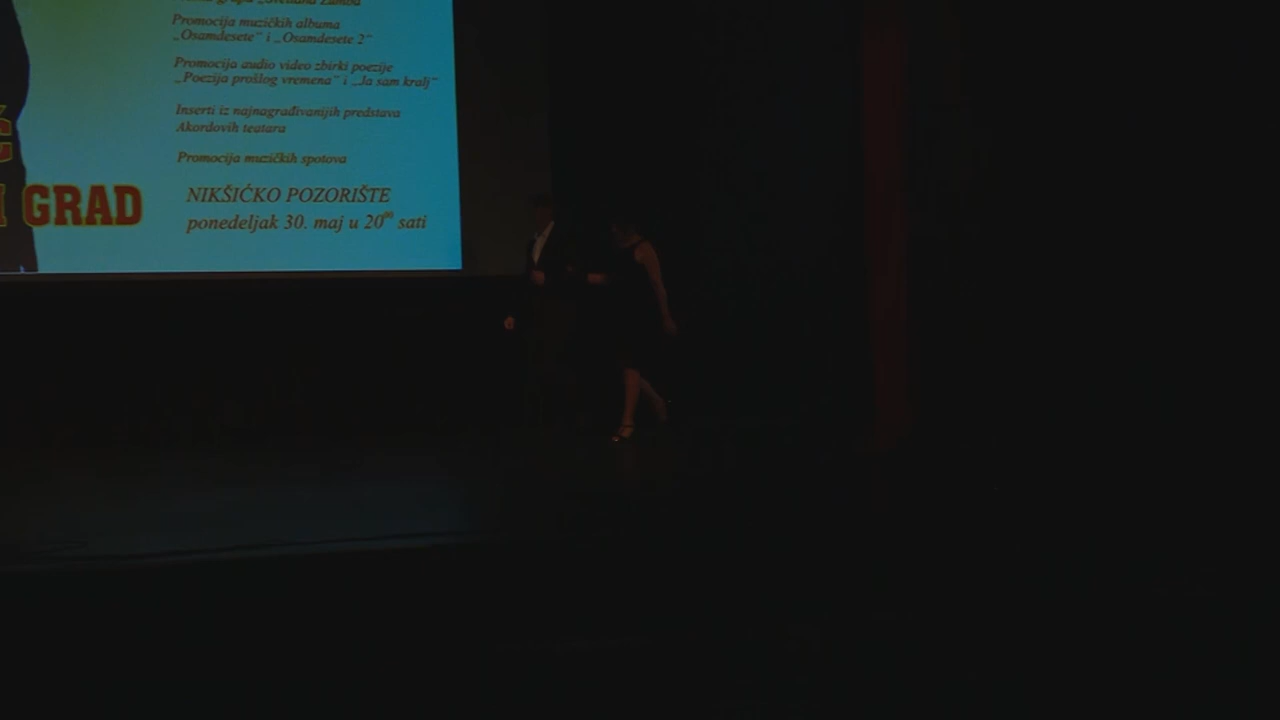 Promocija muzičkih albuma
„Osamdesete“ i „Osamdesete 2“
Promocija audio video zbirki poezije
„Poezija prošlog vremena“ i „Ja sam kralj“
Inserti iz najnagrađivanijih predstava
Akordovih teatara
Promocija muzičkih spotova
GRAD
NIKŠIĆKO POZORIŠTE
ponedeljak 30. maj u 20⁰⁰ sati